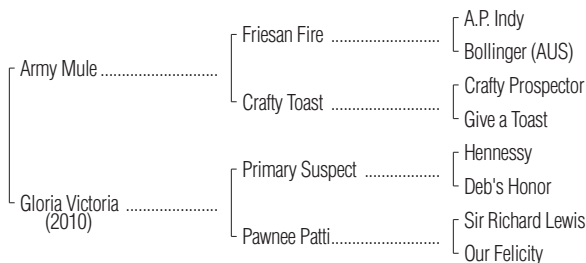 A.P. Indy
Friesan Fire ........................
Bollinger (AUS)
Army Mule ..........................
Crafty Prospector
Crafty Toast ........................
Give a Toast
Hennessy
Primary Suspect ...................
Deb's Honor
Gloria Victoria ....................
(2010)
Sir Richard Lewis
Pawnee Patti........................
Our Felicity